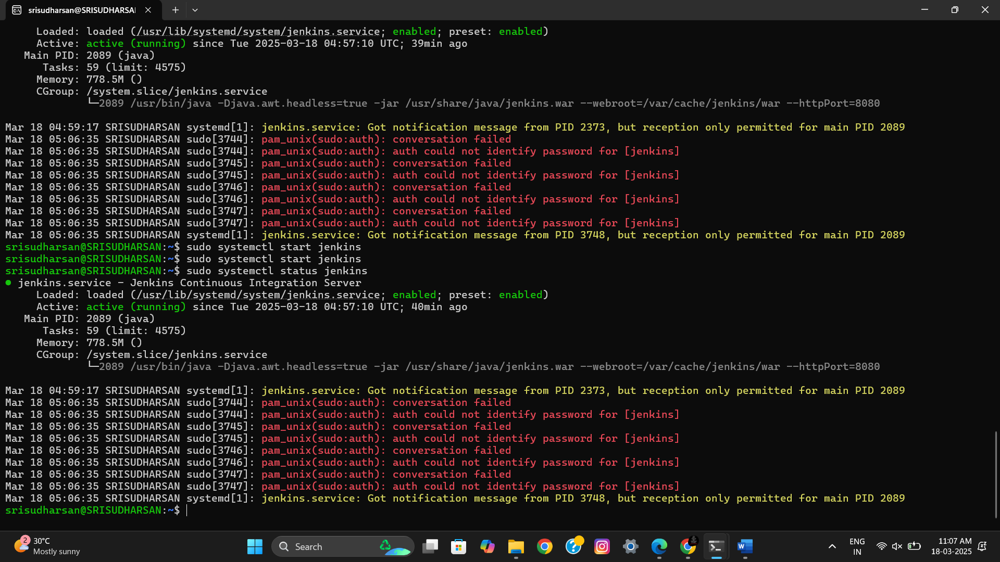 srisudharsan@SRISUDHARSA
Loaded: loaded (/usr/lib/systemd/system/jenkins.service; enabled; preset: enabled)
Active: active (running) since Tue 2025-03-18 04:57:10 UTC; 39min ago
Main PID: 2089 (java)
Tasks: 59 (limit: 4575)
Memory: 778.5M ()
CGroup: /system.slice/jenkins.service
└─2089 /usr/bin/java -Djava.awt.headless=true -jar /usr/share/java/jenkins.war --webroot=/var/cache/jenkins/war --httpPort=8080
Mar 18 04:59:17 SRISUDHARSAN systemd[1]: jenkins.service: Got notification message from PID 2373, but reception only permitted for main PID 2089
Mar 18 05:06:35 SRISUDHARSAN sudo[3744]: pam_unix(sudo:auth): conversation failed
Mar 18 05:06:35 SRISUDHARSAN sudo[3744]: pam_unix(sudo:auth): auth could not identify password for [jenkins]
Mar 18 05:06:35 SRISUDHARSAN sudo[3745]: pam_unix(sudo:auth): conversation failed
Mar 18 05:06:35 SRISUDHARSAN sudo[3745]: pam_unix(sudo:auth): auth could not identify password for [jenkins]
Mar 18 05:06:35 SRISUDHARSAN sudo[3746]: pam_unix(sudo:auth): conversation failed
Mar 18 05:06:35 SRISUDHARSAN sudo[3746]: pam_unix(sudo:auth): auth could not identify password for [jenkins]
Mar 18 05:06:35 SRISUDHARSAN sudo[3747]: pam_unix(sudo:auth): conversation failed
Mar 18 05:06:35 SRISUDHARSAN sudo[3747]: pam_unix(sudo:auth): auth could not identify password for [jenkins]
Mar 18 05:06:35 SRISUDHARSAN systemd[1]: jenkins.service: Got notification message from PID 3748, but reception only permitted for main PID 2089
srisudharsan@SRISUDHARSAN:~$ sudo systemctl start jenkins
srisudharsan@SRISUDHARSAN:~$ sudo systemctl start jenkins
srisudharsan@SRISUDHARSAN:~$ sudo systemctl status jenkins
● jenkins.service - Jenkins Continuous Integration Server
Loaded: loaded (/usr/lib/systemd/system/jenkins.service; enabled; preset: enabled)
Active: active (running) since Tue 2025-03-18 04:57:10 UTC; 40min ago
Main PID: 2089 (java)
Tasks: 59 (limit: 4575)
Memory: 778.5M ()
CGroup: /system.slice/jenkins.service
└─2089 /usr/bin/java -Djava.awt.headless=true -jar /usr/share/java/jenkins.war --webroot=/var/cache/jenkins/war --httpPort=8080
Mar 18 04:59:17 SRISUDHARSAN systemd[1]: jenkins.service: Got notification message from PID 2373, but reception only permitted for main PID 2089
Mar 18 05:06:35 SRISUDHARSAN sudo[3744]: pam_unix(sudo:auth): conversation failed
Mar 18 05:06:35 SRISUDHARSAN sudo[3744]: pam_unix(sudo:auth): auth could not identify password for [jenkins]
Mar 18 05:06:35 SRISUDHARSAN sudo[3745]: pam_unix(sudo:auth): conversation failed
Mar 18 05:06:35 SRISUDHARSAN sudo[3745]: pam_unix(sudo:auth): auth could not identify password for [jenkins]
Mar 18 05:06:35 SRISUDHARSAN sudo[3746]: pam_unix(sudo:auth): conversation failed
Mar 18 05:06:35 SRISUDHARSAN sudo[3746]: pam_unix(sudo:auth): auth could not identify password for [jenkins]
Mar 18 05:06:35 SRISUDHARSAN sudo[3747]: pam_unix(sudo:auth): conversation failed
Mar 18 05:06:35 SRISUDHARSAN sudo[3747]: pam_unix(sudo:auth): auth could not identify password for [jenkins]
Mar 18 05:06:35 SRISUDHARSAN systemd[1]: jenkins.service: Got notification message from PID 3748, but reception only permitted for main PID 2089
srisudharsan@SRISUDHARSAN:~$
2
30°C
Mostly sunny
Search
ENG
IN
11:07 AM
18-03-2025